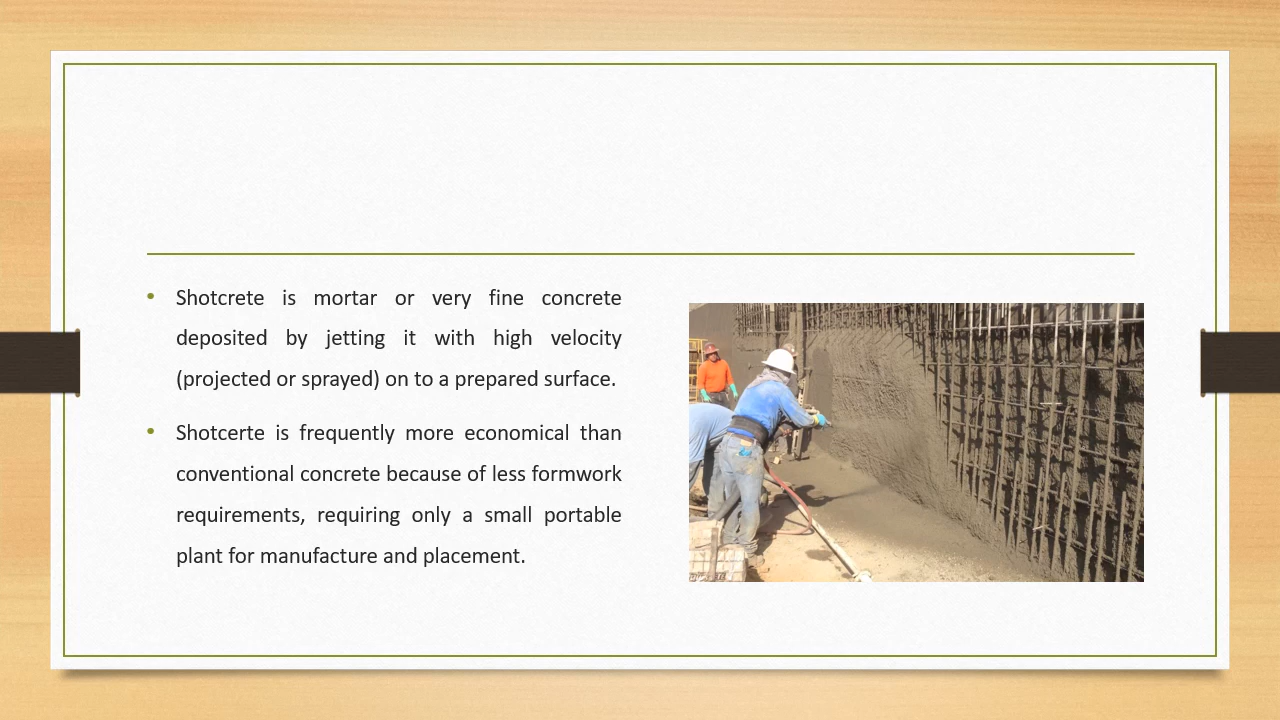 • Shotcrete is mortar or very fine concrete
deposited by jetting it with high velocity
(projected or sprayed) on to a prepared surface.
• Shotcerte is frequently more economical than
conventional concrete because of less formwork
requirements, requiring only a small portable
plant for manufacture and placement.